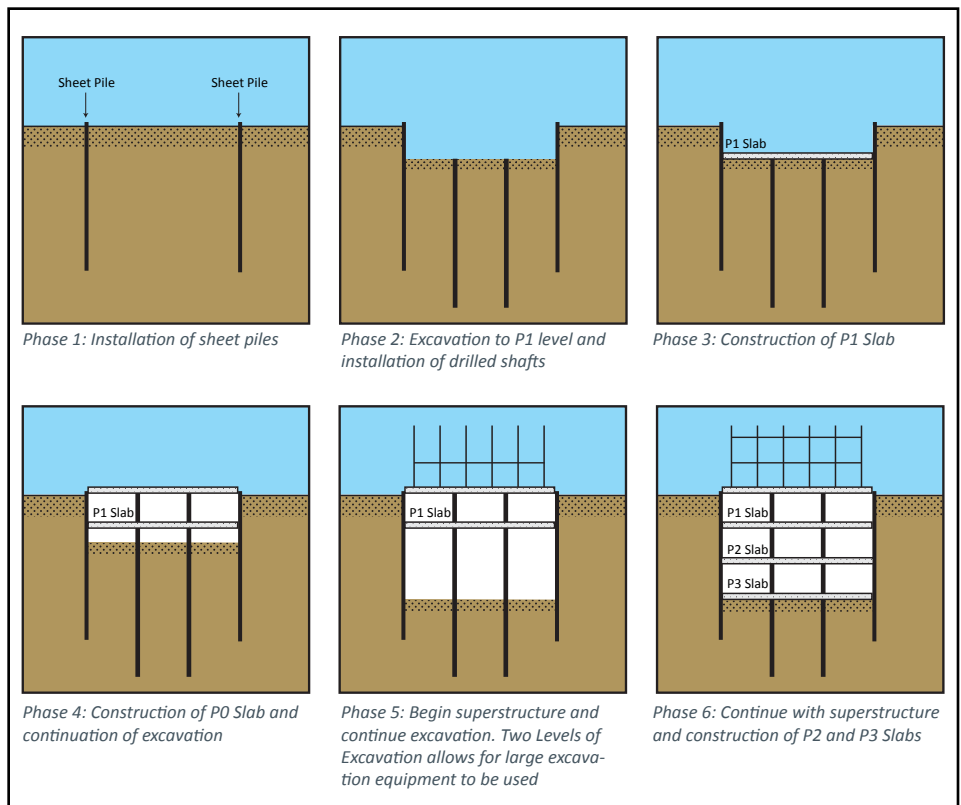 Sheet Pile
Sheet Pile
Phase 1: Installation of sheet piles
Phase 2: Excavation to P1 level and
installation of drilled shafts
P1 Slab
Phase 3: Construction of P1 Slab
P1 Slab
Phase 4: Construction of P0 Slab and
continuation of excavation
P1 Slab
Phase 5: Begin superstructure and
continue excavation. Two Levels of
Excavation allows for large excava-
tion equipment to be used
P1 Slab
P2 Slab
P3 Slab
Phase 6: Continue with superstructure
and construction of P2 and P3 Slabs